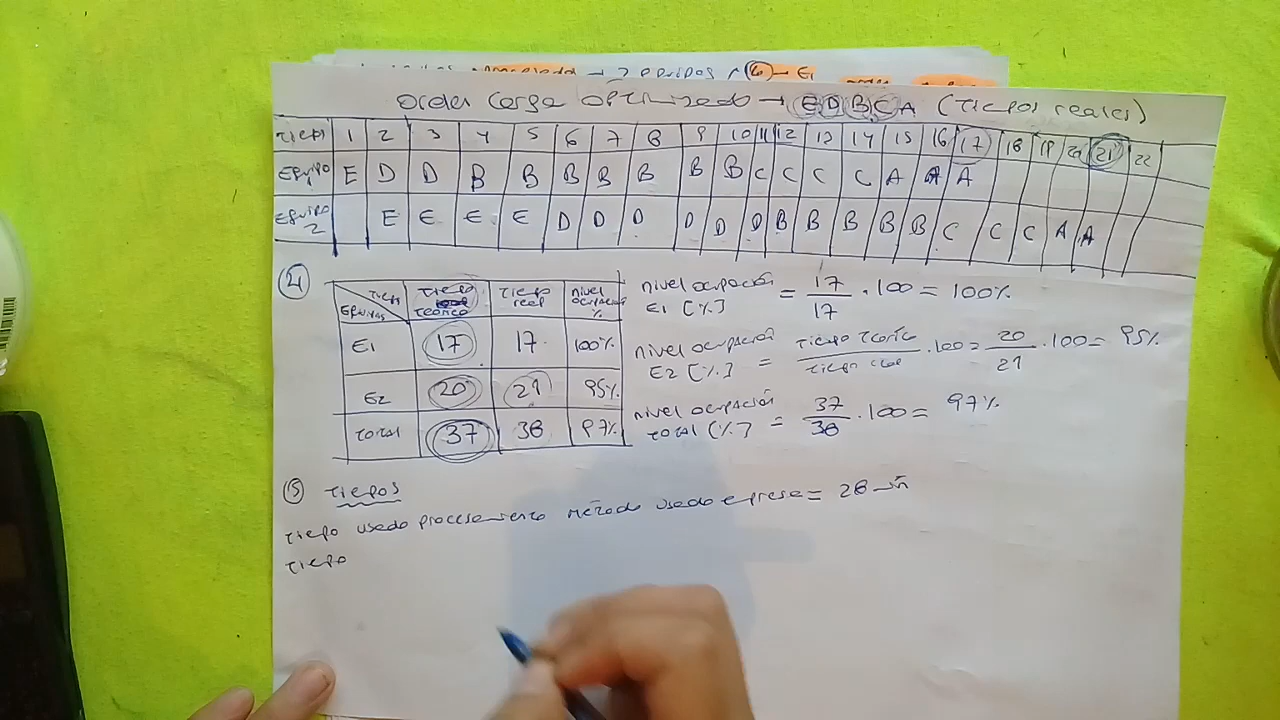 Order Carga Optimizado → EDBCA (Tiempos reales)
Tiempo 1 2 3 4 5 6 7 8 9 10 11 12 13 14 15 16 17 18 19 20 21 22
Equipo 1 E D D B B B B B B B C C C C A A A
Equipo 2 E E E E D D D D D D B B B B B C C C A A
4
Equipos Tiempo Tiempo Teórico Tiempo real nivel ocupación %
E1 17 17 100%
E2 20 21 95%
Total 37 38 97%
nivel ocupación E1 [%] = 17/17 · 100 = 100%
nivel ocupación E2 [%] = Tiempo Teórico/Tiempo real · 100 = 20/21 · 100 = 95%
nivel ocupación total [%] = 37/38 · 100 = 97%
5 Tiempos
Tiempo usado procesamiento método usado empresa = 28 min
Tiempo